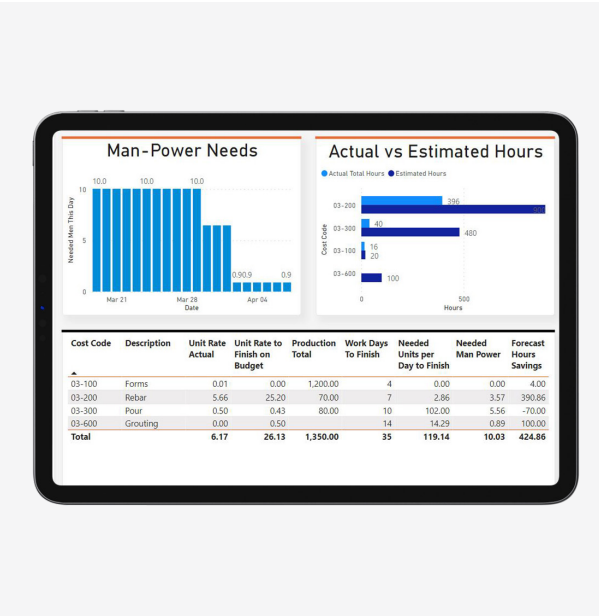 Man-Power Needs
10.0 10.0 10.0
10
5
0
Needed Men This Day
0.9 0.9 0.9
Mar 21 Mar 28 Apr 04
Date
Actual vs Estimated Hours
Actual Total Hours Estimated Hours
Cost Code
03-200 396
03-300 40
480
03-100 16
20
03-600 100
0 500
Hours
Cost Code Description Unit Rate Actual Unit Rate to Finish on Budget Production Total Work Days To Finish Needed Units per Day to Finish Needed Man Power Forecast Hours Savings
03-100 Forms 0.01 0.00 1,200.00 4 0.00 0.00 4.00
03-200 Rebar 5.66 25.20 70.00 7 2.86 3.57 390.86
03-300 Pour 0.50 0.43 80.00 10 102.00 5.56 -70.00
03-600 Grouting 0.00 0.50 14 14.29 0.89 100.00
Total 6.17 26.13 1,350.00 35 119.14 10.03 424.86